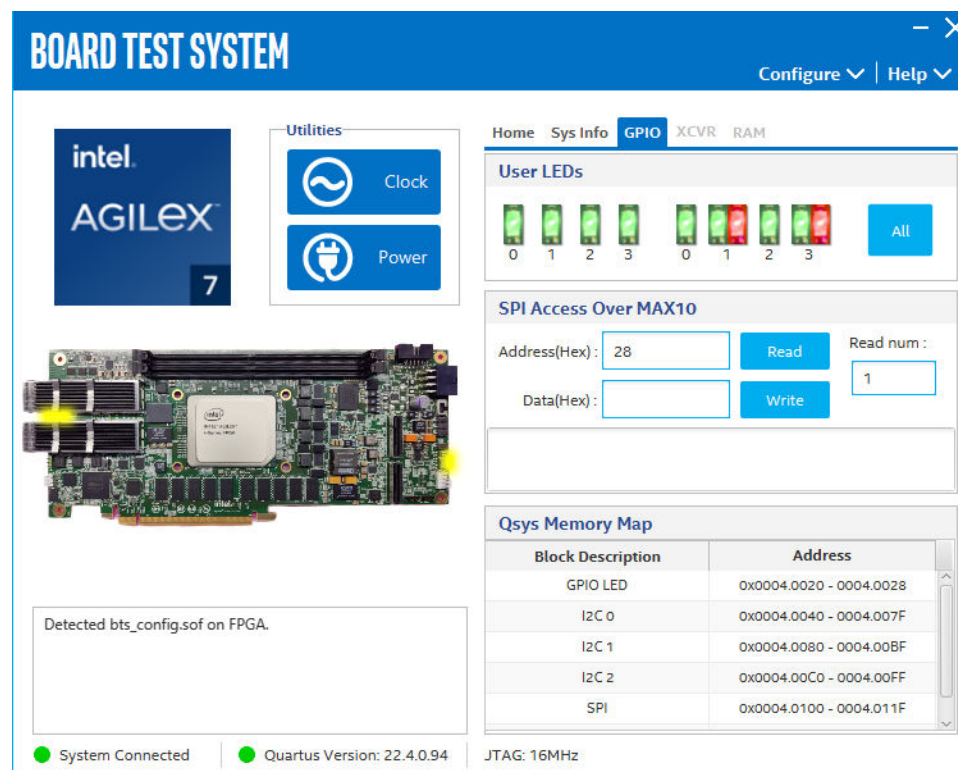 BOARD TEST SYSTEM
Configure | Help
intel.
AGILEX™
7
Utilities
Clock
Power
Home Sys Info GPIO XCVR RAM
User LEDs
0 1 2 3 0 1 2 3
All
SPI Access Over MAX10
Address(Hex) : 28 Read Read num :
1
Data(Hex) : Write
Qsys Memory Map
Block Description Address
GPIO LED 0x0004.0020 - 0004.0028
I2C 0 0x0004.0040 - 0004.007F
I2C 1 0x0004.0080 - 0004.00BF
I2C 2 0x0004.00C0 - 0004.00FF
SPI 0x0004.0100 - 0004.011F
Detected bts_config.sof on FPGA.
System Connected Quartus Version: 22.4.0.94 JTAG: 16MHz